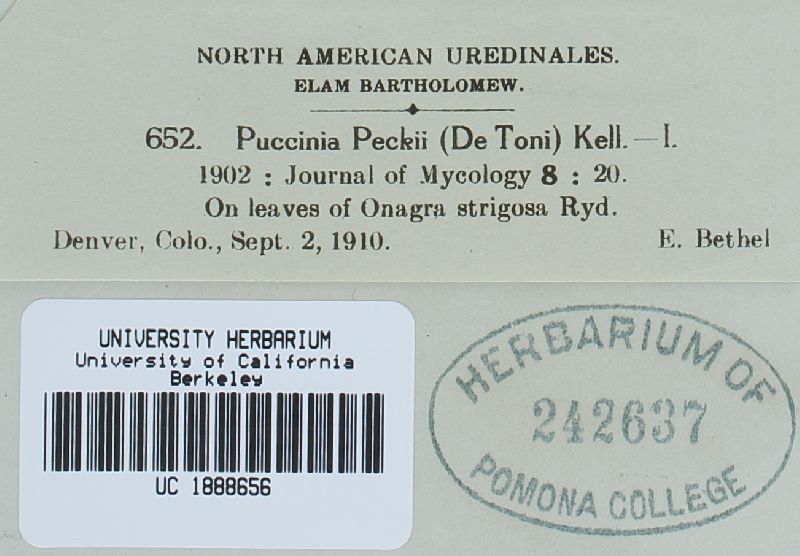 NORTH AMERICAN UREDINALES.
ELAM BARTHOLOMEW.
652. Puccinia Peckii (De Toni) Kell. — I.
1902 : Journal of Mycology 8 : 20.
On leaves of Onagra strigosa Ryd.
Denver, Colo., Sept. 2, 1910. E. Bethel
UNIVERSITY HERBARIUM
University of California
Berkeley
UC 1888656
HERBARIUM OF
242637
POMONA COLLEGE